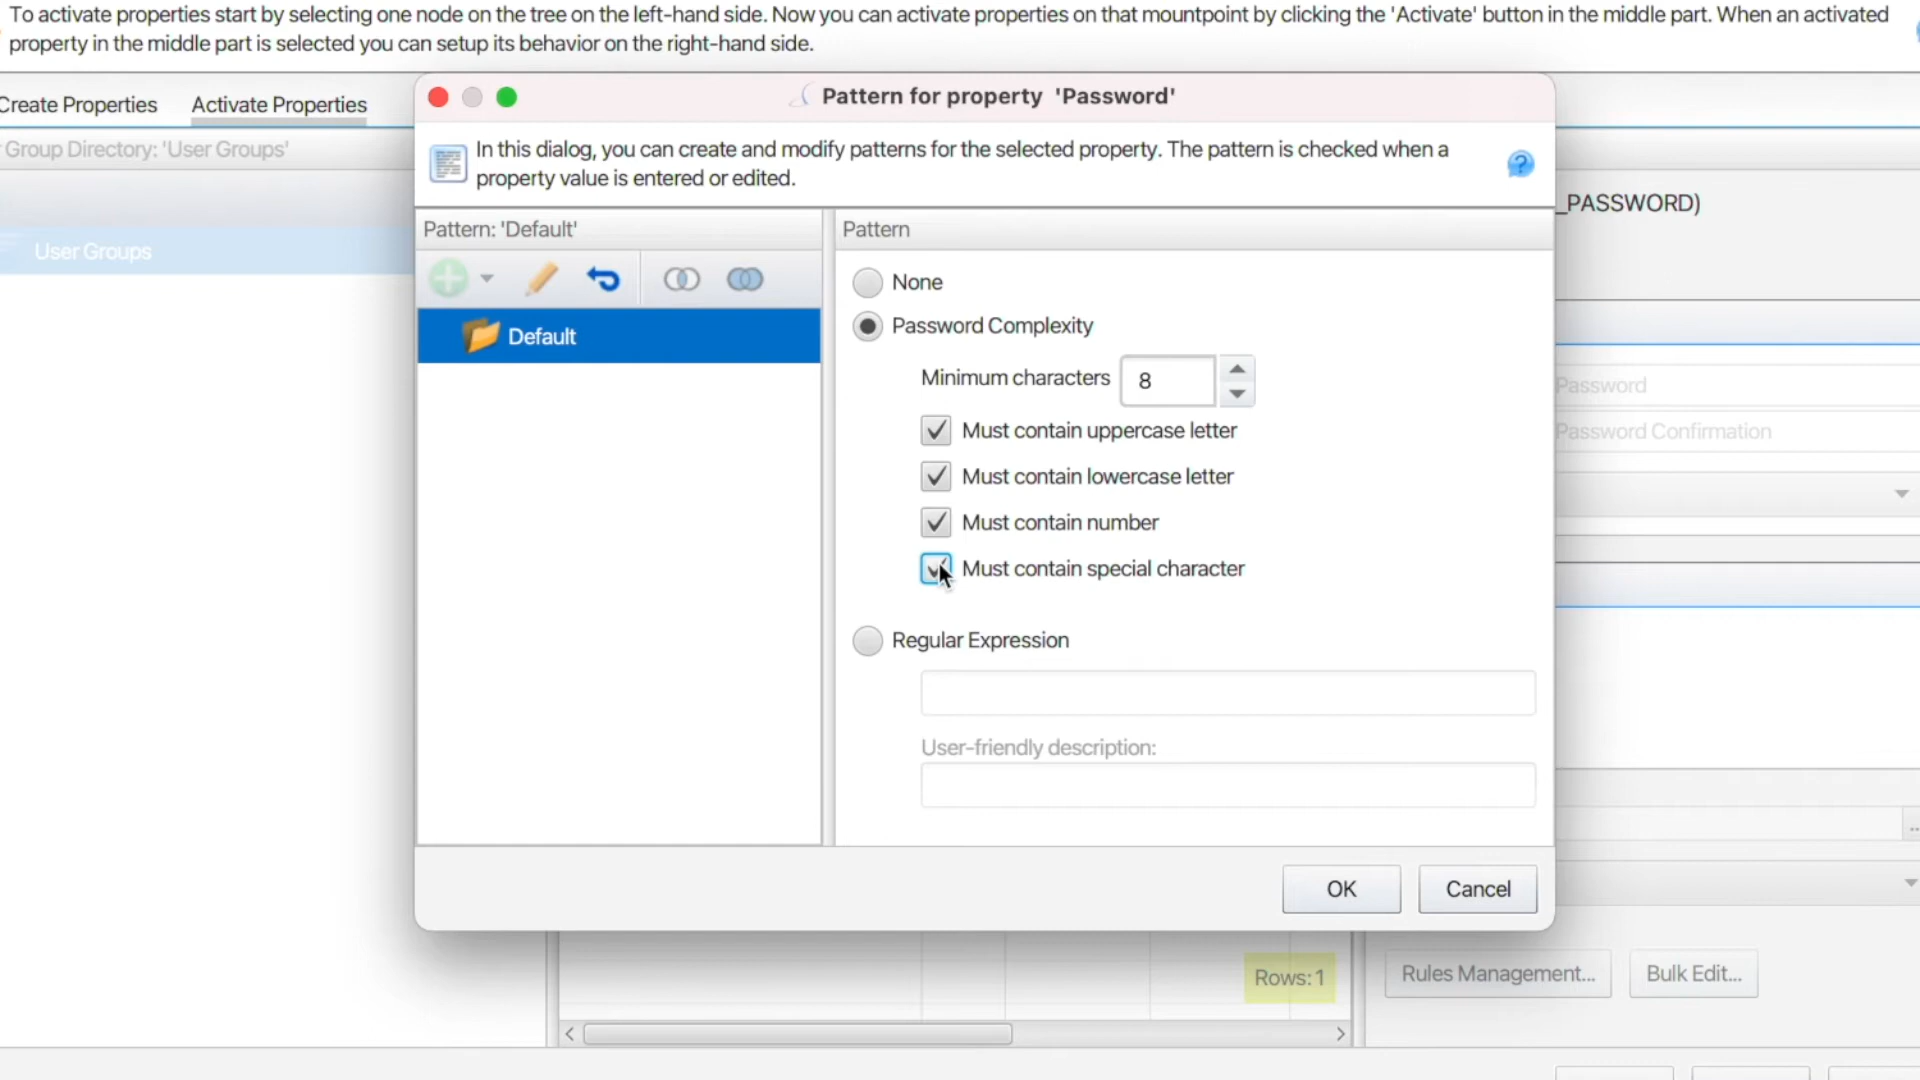 To activate properties start by selecting one node on the tree on the left-hand side. Now you can activate properties on that mountpoint by clicking the 'Activate' button in the middle part. When an activated
property in the middle part is selected you can setup its behavior on the right-hand side.
Create Properties Activate Properties
Group Directory: 'User Groups'
User Groups
Pattern for property 'Password'
In this dialog, you can create and modify patterns for the selected property. The pattern is checked when a
property value is entered or edited.
Pattern: 'Default'
Default
Pattern
None
Password Complexity
Minimum characters 8
Must contain uppercase letter
Must contain lowercase letter
Must contain number
Must contain special character
Regular Expression
User-friendly description:
OK Cancel
_PASSWORD)
Password
Password Confirmation
...
Rows: 1
Rules Management... Bulk Edit...